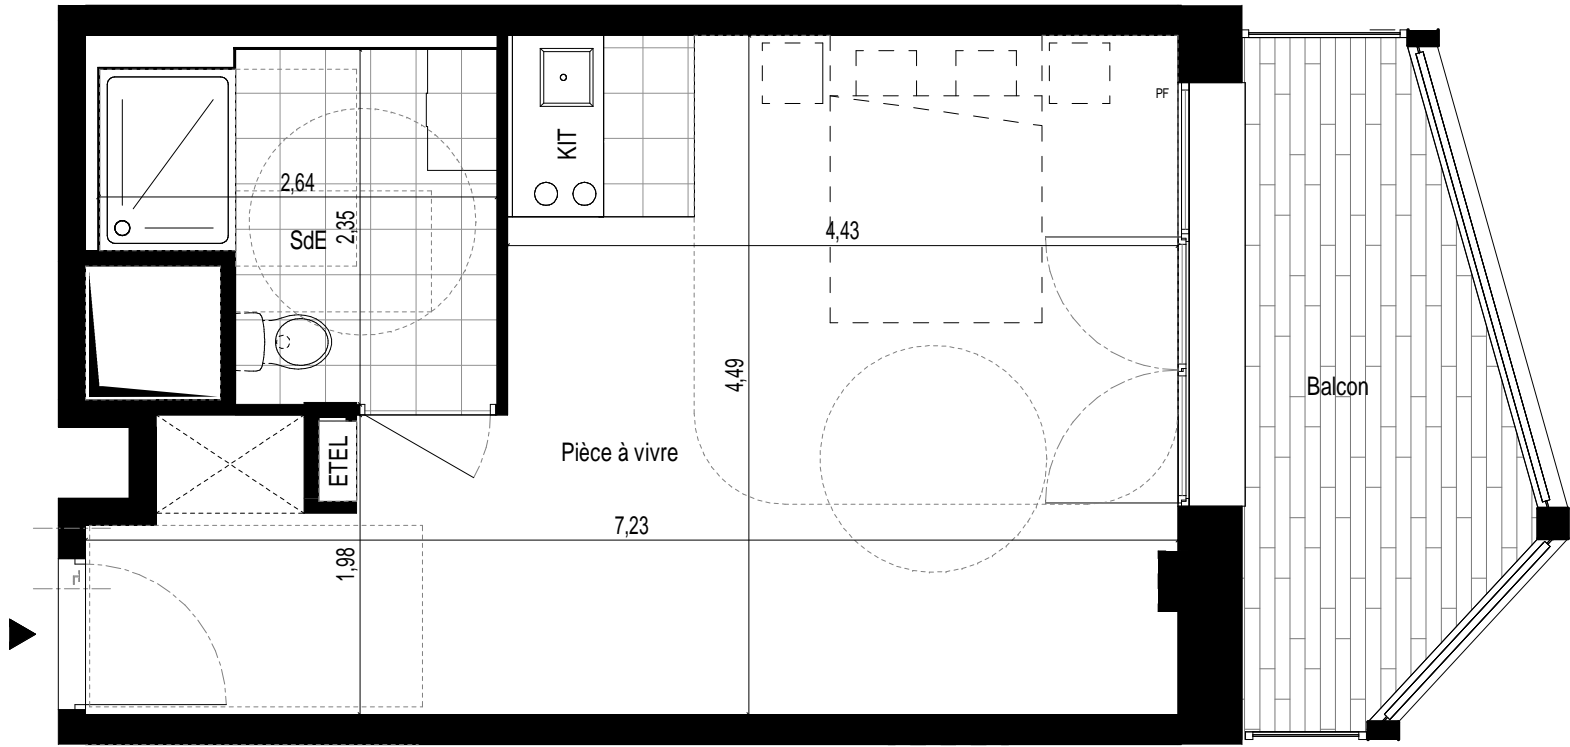 PF
KIT
2,64
2,35
SdE
4,43
4,49
Balcon
Pièce à vivre
ETEL
7,23
1,98